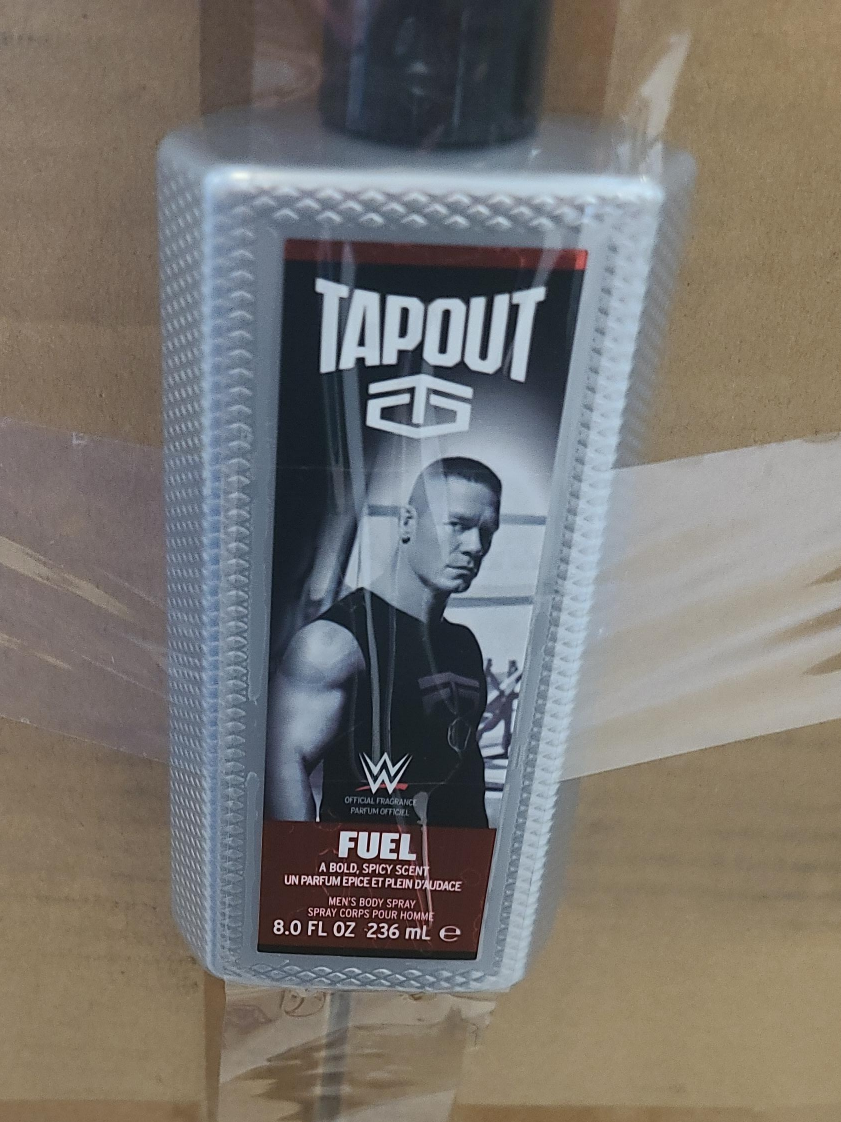 TAPOUT
W
OFFICIAL FRAGRANCE
PARFUM OFFICIEL
FUEL
A BOLD, SPICY SCENT
UN PARFUM EPICE ET PLEIN D'AUDACE
MEN'S BODY SPRAY
SPRAY CORPS POUR HOMME
8.0 FL OZ 236 mL ℮